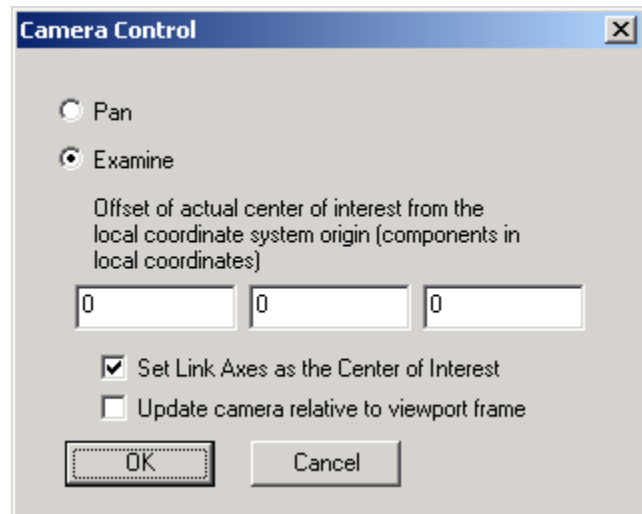 Camera Control
Pan
Examine
Offset of actual center of interest from the
local coordinate system origin (components in
local coordinates)
0 0 0
Set Link Axes as the Center of Interest
Update camera relative to viewport frame
OK Cancel